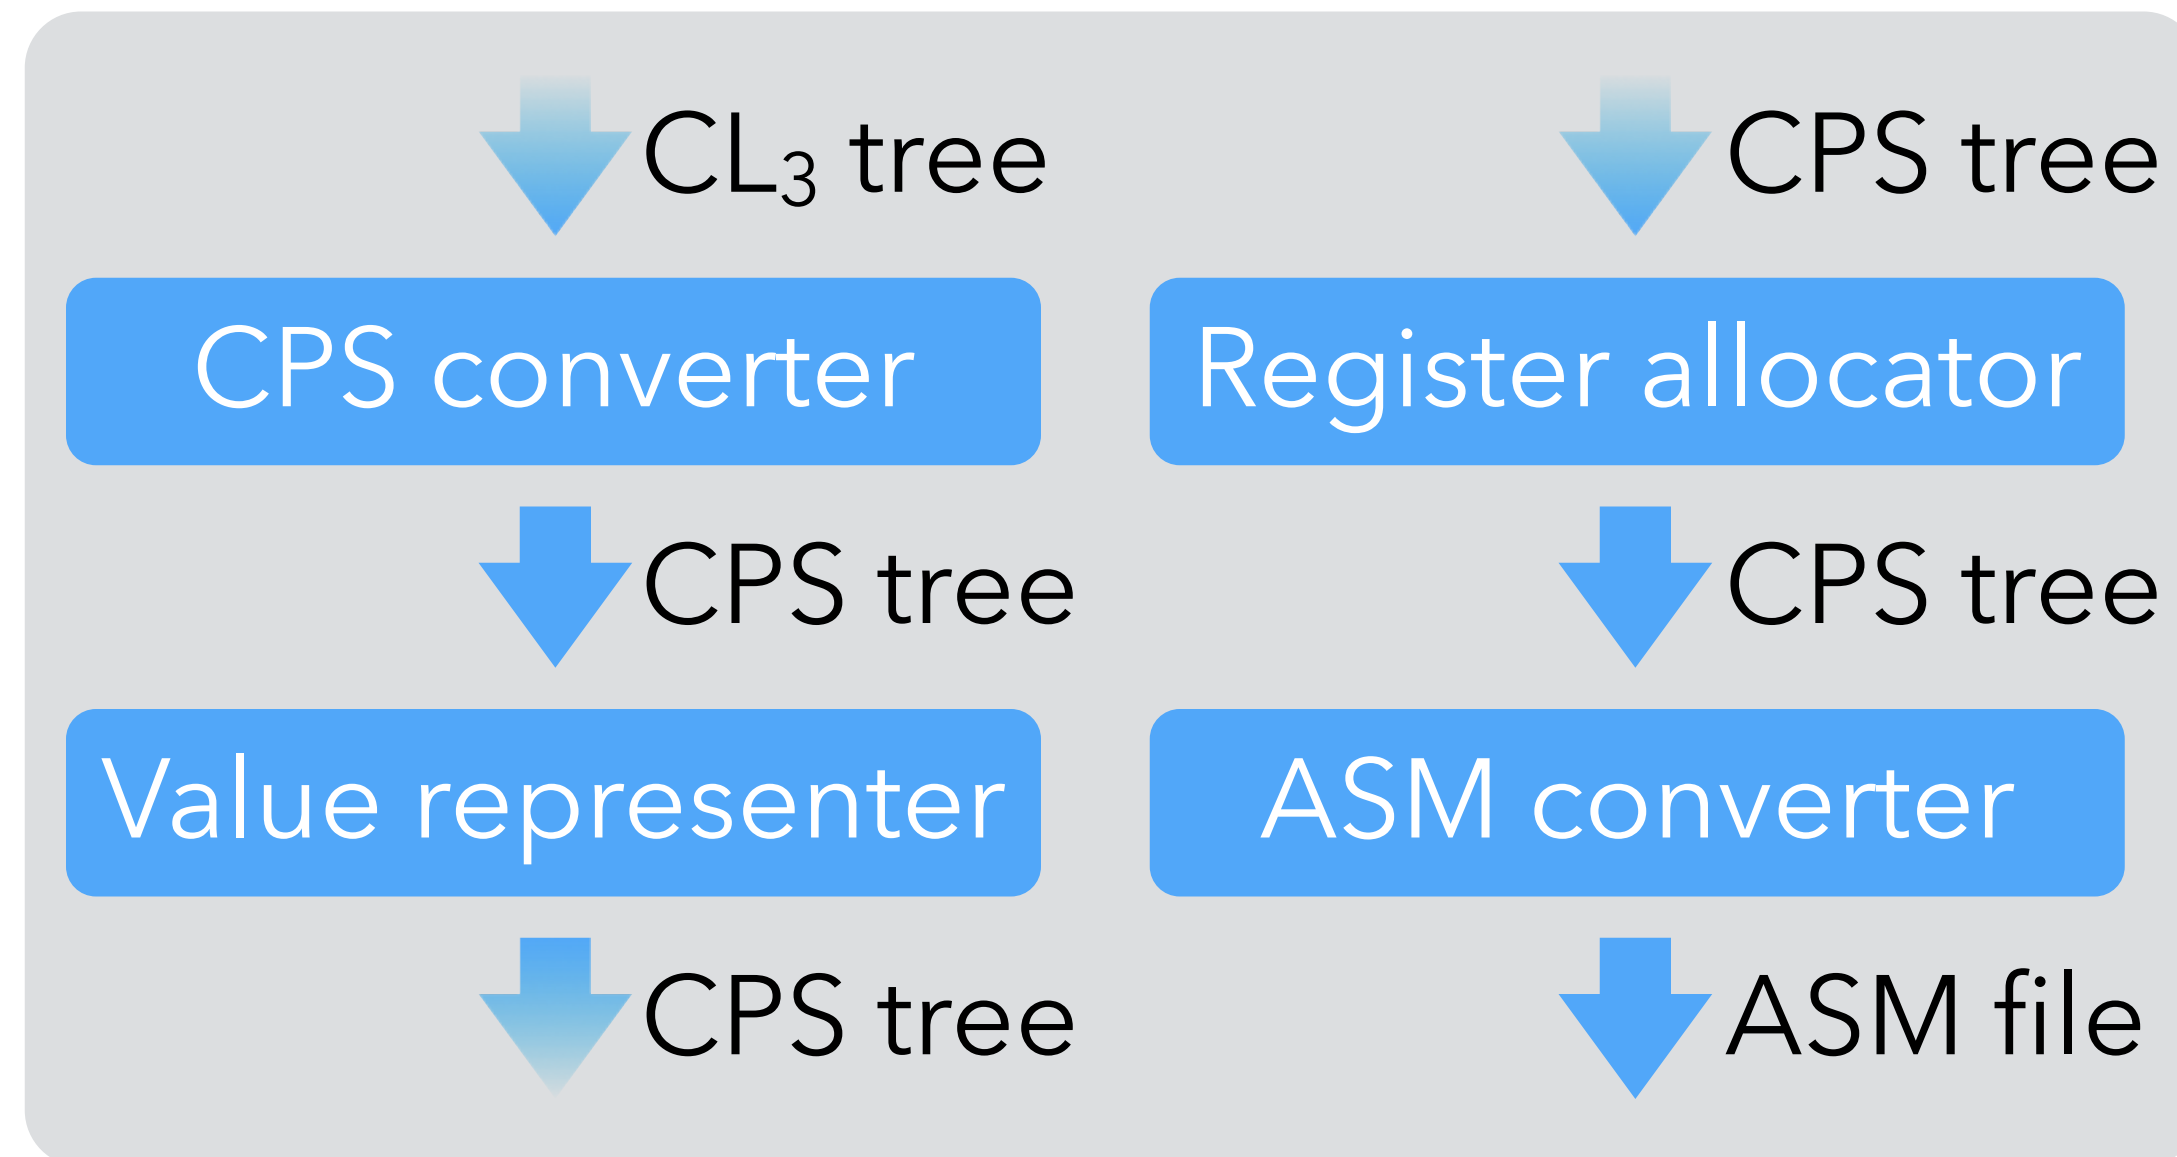 CL₃ tree
CPS converter
CPS tree
Value representer
CPS tree
CPS tree
Register allocator
CPS tree
ASM converter
ASM file